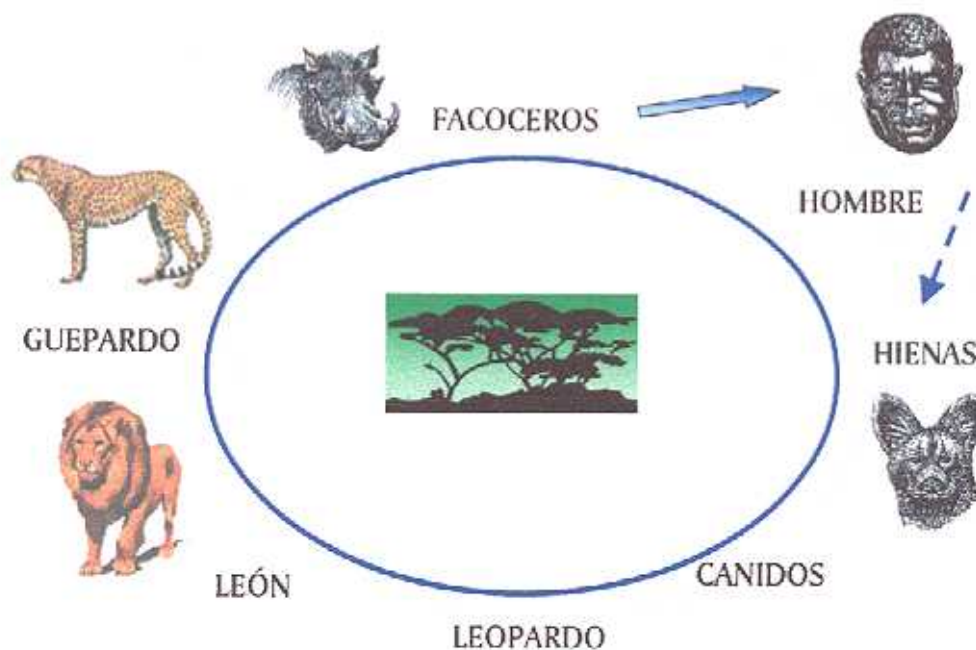 FACOCEROS
HOMBRE
GUEPARDO
HIENAS
LEÓN
CANIDOS
LEOPARDO